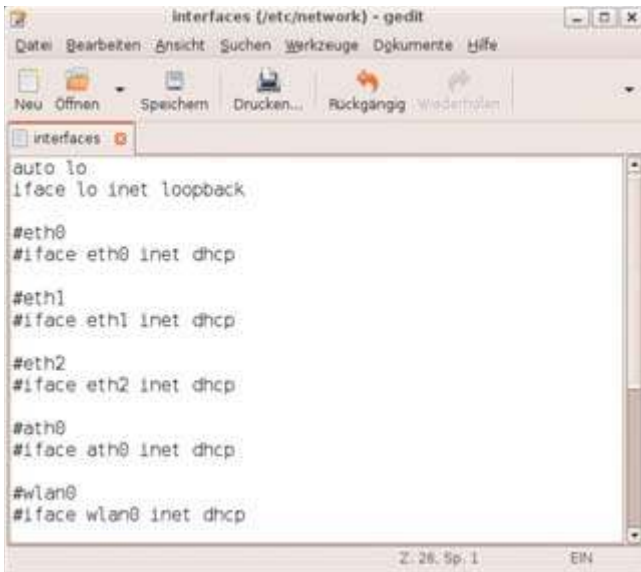 interfaces (/etc/network) - gedit
Datei Bearbeiten Ansicht Suchen Werkzeuge Dokumente Hilfe
Neu Öffnen Speichern Drucken... Rückgängig Wiederholen
interfaces
auto lo
iface lo inet loopback
#eth0
#iface eth0 inet dhcp
#eth1
#iface eth1 inet dhcp
#eth2
#iface eth2 inet dhcp
#ath0
#iface ath0 inet dhcp
#wlan0
#iface wlan0 inet dhcp
Z. 28, Sp. 1 EIN